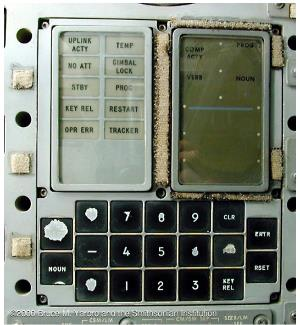 UPLINK ACTY TEMP
NO ATT GIMBAL LOCK
STBY PROG
KEY REL RESTART
OPR ERR TRACKER
COMP ACTY PROG
VERB NOUN
7 8 9 CLR
4 5 6 ENTR
- RSET
NOUN 1 2 3 KEY REL
©2000 Bruce M. Yarbro and the Smithsonian Institution
CSM/LM